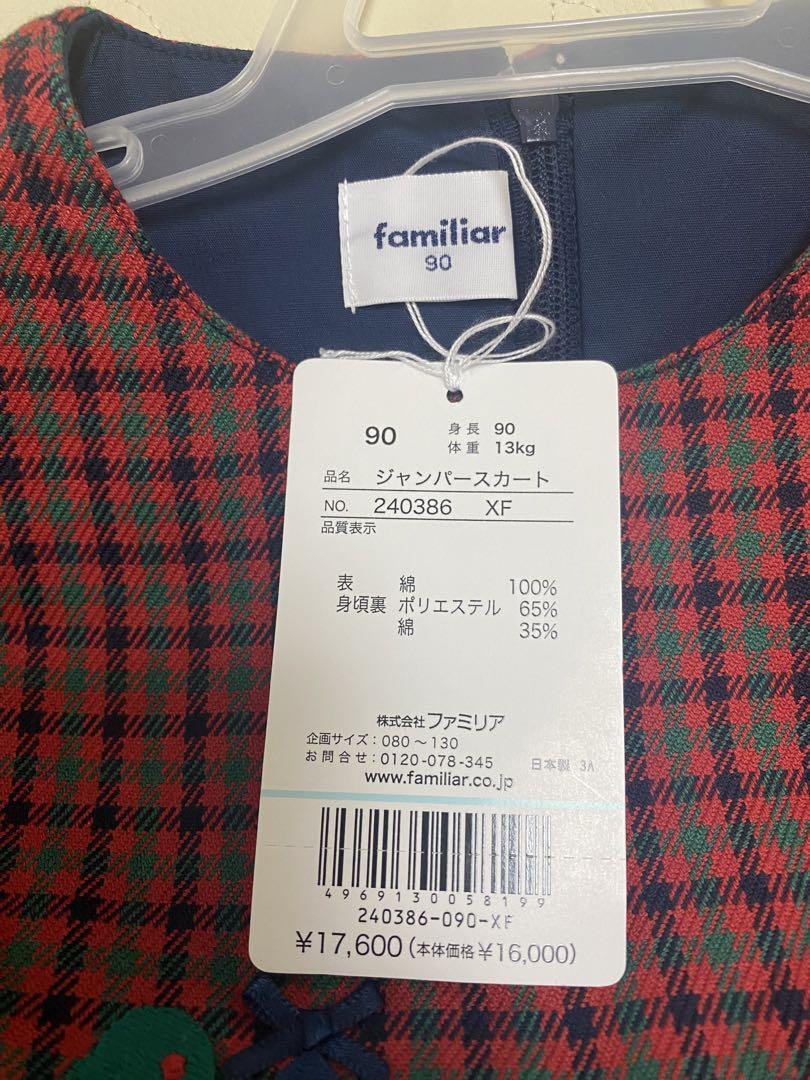 familiar
90
90 身長 90
体重 13kg
品名 ジャンパースカート
NO. 240386 XF
品質表示
表 綿 100%
身頃裏 ポリエステル 65%
綿 35%
株式会社ファミリア
企画サイズ:080〜130
お問合せ:0120-078-345 日本製 3A
www.familiar.co.jp
4969130058199
240386-090-XF
¥17,600(本体価格¥16,000)